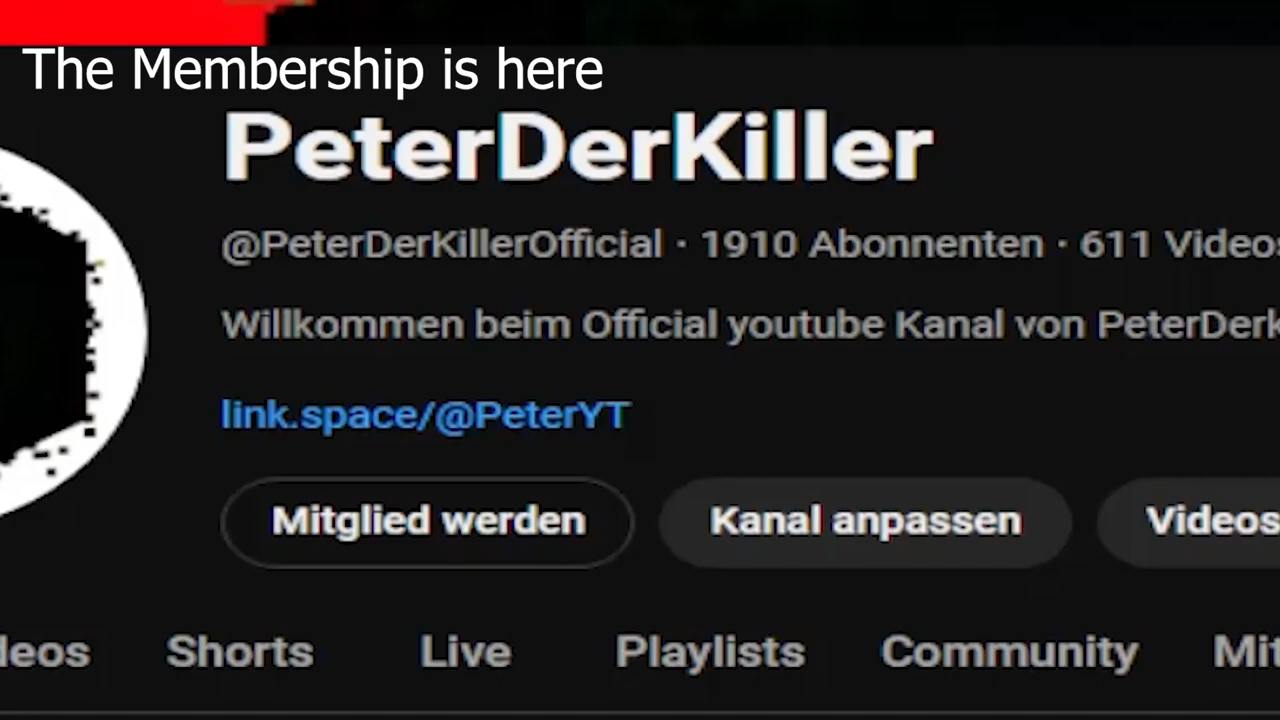 The Membership is here
PeterDerKiller
@PeterDerKillerOfficial · 1910 Abonnenten · 611 Videos
Willkommen beim Official youtube Kanal von
link.space/@PeterYT
Mitglied werden Kanal anpassen Videos
Shorts Live Playlists Community